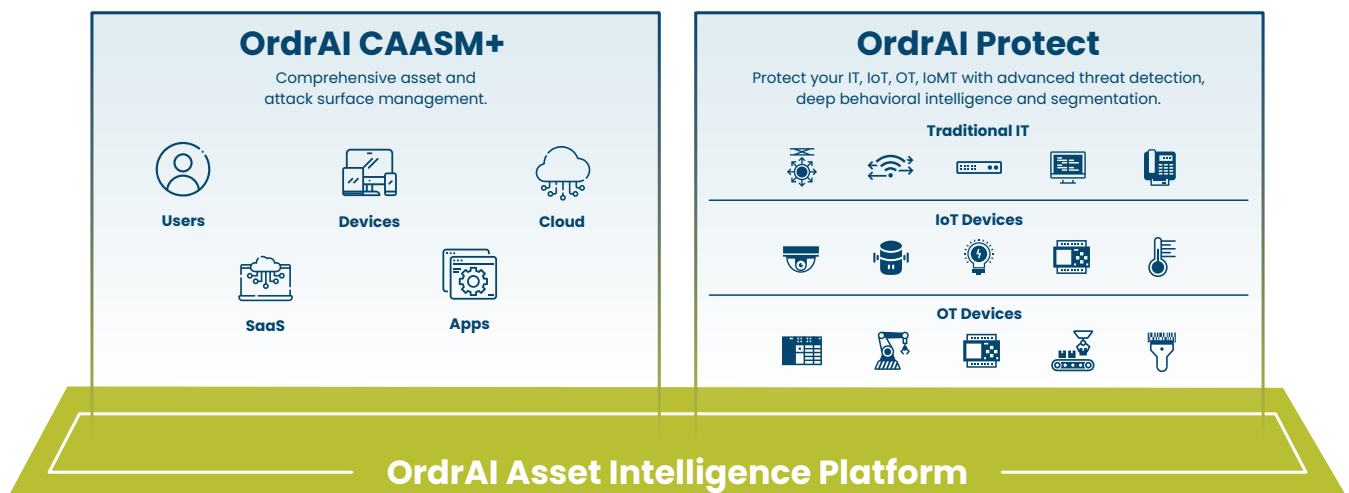 OrdrAI CAASM+
Comprehensive asset and
attack surface management.
Users
Devices
Cloud
SaaS
Apps
OrdrAI Protect
Protect your IT, IoT, OT, IoMT with advanced threat detection,
deep behavioral intelligence and segmentation.
Traditional IT
IoT Devices
OT Devices
OrdrAI Asset Intelligence Platform